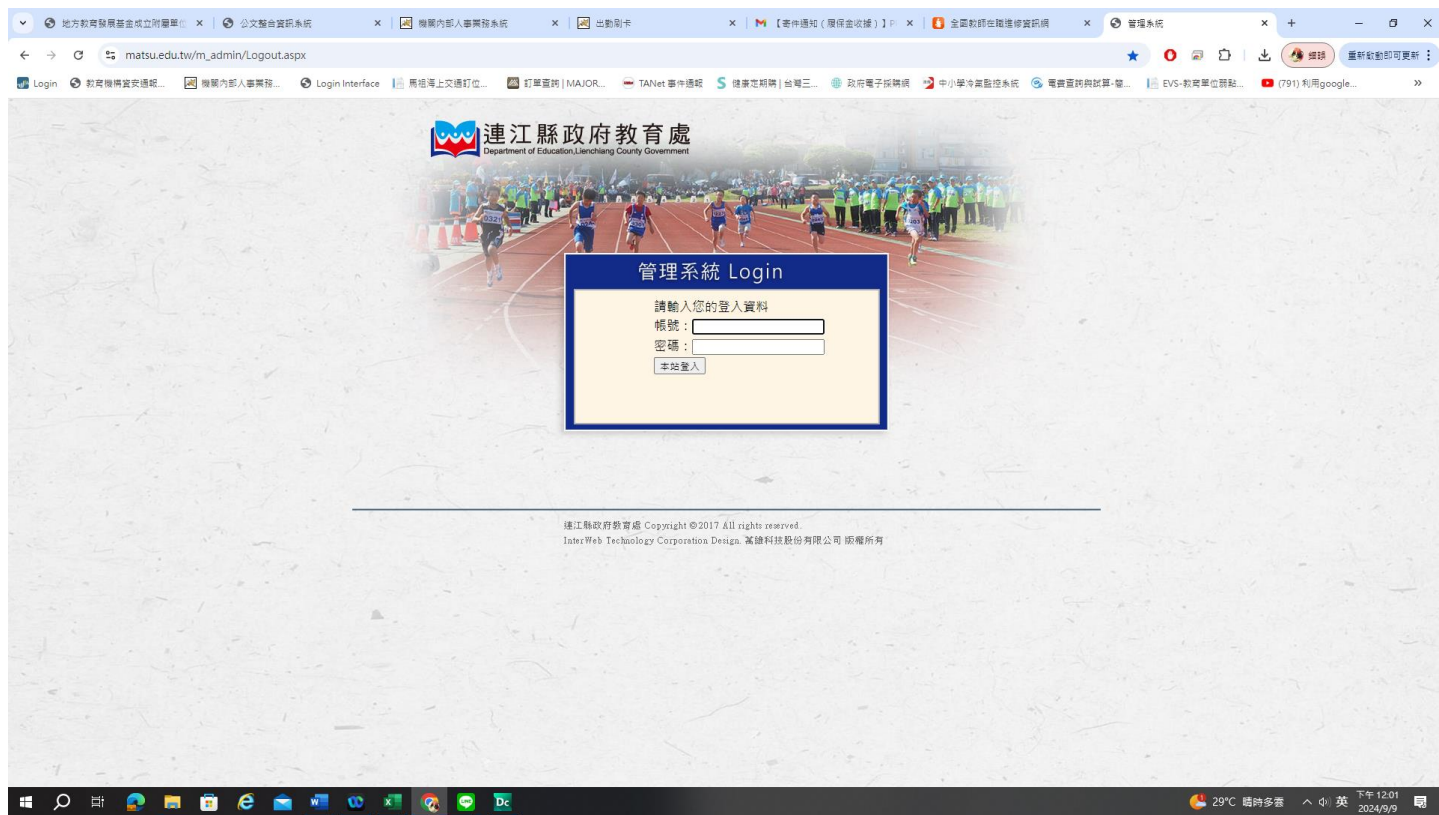 地方教育發展基金成立附屬單位
公文整合資訊系統
機關內部人事業務系統
出勤刷卡
【寄件通知(履保金收據)】P
全國教師在職進修資訊網
管理系統
matsu.edu.tw/m_admin/Logout.aspx
重新啟動即可更新
Login
教育機構資安通報...
機關內部人事業務...
Login Interface
馬祖海上交通訂位...
訂單查詢 | MAJOR...
TANet 事件通報
健康定期購 | 台灣三...
政府電子採購網
中小學冷氣監控系統
電費查詢與試算-營...
EVS-教育單位弱點...
(791) 利用google...
連江縣政府教育處
Department of Education,Lienchiang County Government
0321
管理系統 Login
請輸入您的登入資料
帳號：
密碼：
本站登入
連江縣政府教育處 Copyright ©2017 All rights reserved.
InterWeb Technology Corporation Design. 萬繪科技股份有限公司 版權所有
29°C 晴時多雲
英
下午 12:01
2024/9/9